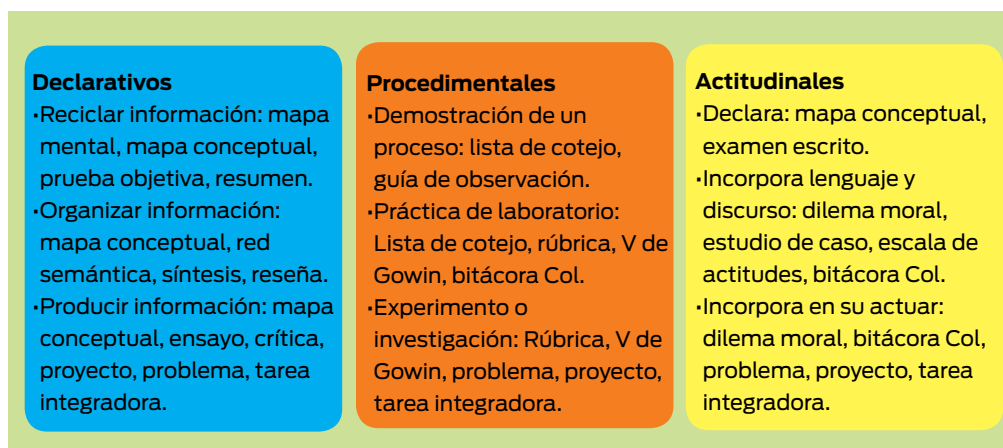 Declarativos
·Reciclar información: mapa
mental, mapa conceptual,
prueba objetiva, resumen.
·Organizar información:
mapa conceptual, red
semántica, síntesis, reseña.
·Producir información: mapa
conceptual, ensayo, crítica,
proyecto, problema, tarea
integradora.
Procedimentales
·Demostración de un
proceso: lista de cotejo,
guía de observación.
·Práctica de laboratorio:
Lista de cotejo, rúbrica, V de
Gowin, bitácora Col.
·Experimento o
investigación: Rúbrica, V de
Gowin, problema, proyecto,
tarea integradora.
Actitudinales
·Declara: mapa conceptual,
examen escrito.
·Incorpora lenguaje y
discurso: dilema moral,
estudio de caso, escala de
actitudes, bitácora Col.
·Incorpora en su actuar:
dilema moral, bitácora Col,
problema, proyecto, tarea
integradora.